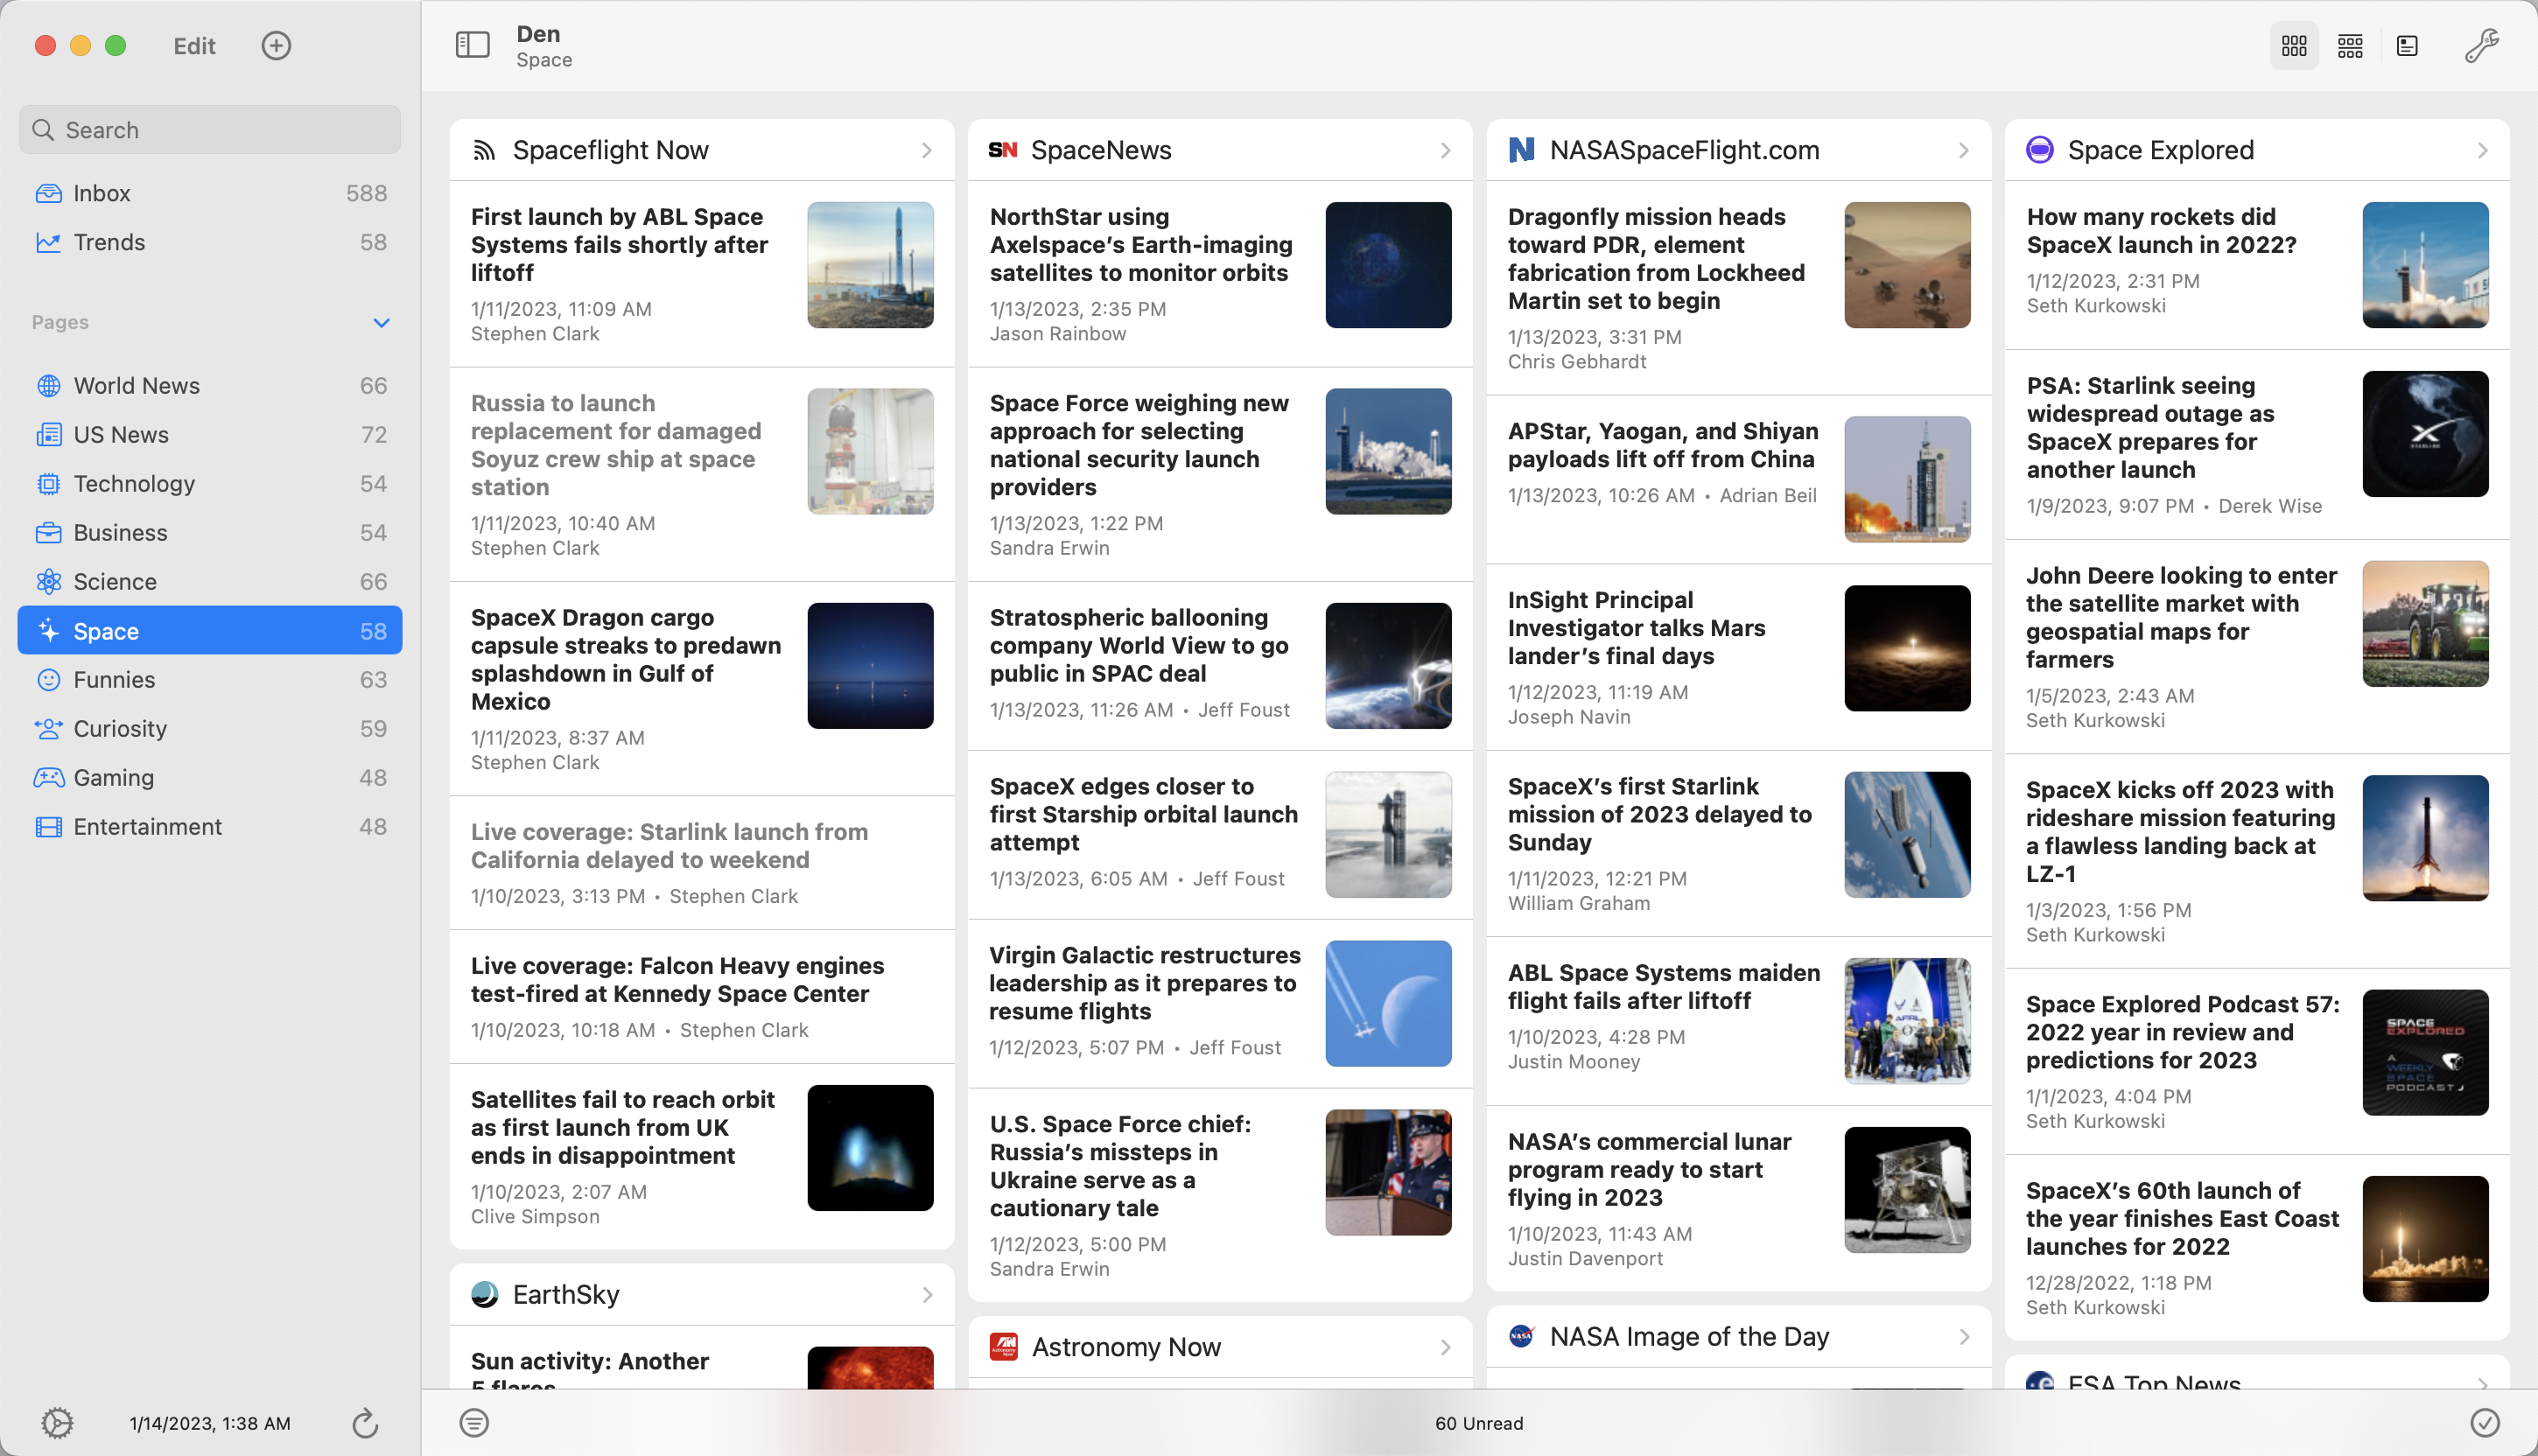 Edit
Den
Space
Search
Inbox 588
Trends 58
Pages
World News 66
US News 72
Technology 54
Business 54
Science 66
Space 58
Funnies 63
Curiosity 59
Gaming 48
Entertainment 48
1/14/2023, 1:38 AM
Spaceflight Now
First launch by ABL Space
Systems fails shortly after
liftoff
1/11/2023, 11:09 AM
Stephen Clark
Russia to launch
replacement for damaged
Soyuz crew ship at space
station
1/11/2023, 10:40 AM
Stephen Clark
SpaceX Dragon cargo
capsule streaks to predawn
splashdown in Gulf of
Mexico
1/11/2023, 8:37 AM
Stephen Clark
Live coverage: Starlink launch from
California delayed to weekend
1/10/2023, 3:13 PM • Stephen Clark
Live coverage: Falcon Heavy engines
test-fired at Kennedy Space Center
1/10/2023, 10:18 AM • Stephen Clark
Satellites fail to reach orbit
as first launch from UK
ends in disappointment
1/10/2023, 2:07 AM
Clive Simpson
EarthSky
Sun activity: Another
5 flares
SN SpaceNews
NorthStar using
Axelspace’s Earth-imaging
satellites to monitor orbits
1/13/2023, 2:35 PM
Jason Rainbow
Space Force weighing new
approach for selecting
national security launch
providers
1/13/2023, 1:22 PM
Sandra Erwin
Stratospheric ballooning
company World View to go
public in SPAC deal
1/13/2023, 11:26 AM • Jeff Foust
SpaceX edges closer to
first Starship orbital launch
attempt
1/13/2023, 6:05 AM • Jeff Foust
Virgin Galactic restructures
leadership as it prepares to
resume flights
1/12/2023, 5:07 PM • Jeff Foust
U.S. Space Force chief:
Russia’s missteps in
Ukraine serve as a
cautionary tale
1/12/2023, 5:00 PM
Sandra Erwin
Astronomy Now
N NASASpaceFlight.com
Dragonfly mission heads
toward PDR, element
fabrication from Lockheed
Martin set to begin
1/13/2023, 3:31 PM
Chris Gebhardt
APStar, Yaogan, and Shiyan
payloads lift off from China
1/13/2023, 10:26 AM • Adrian Beil
InSight Principal
Investigator talks Mars
lander’s final days
1/12/2023, 11:19 AM
Joseph Navin
SpaceX’s first Starlink
mission of 2023 delayed to
Sunday
1/11/2023, 12:21 PM
William Graham
ABL Space Systems maiden
flight fails after liftoff
1/10/2023, 4:28 PM
Justin Mooney
AFRL
NASA’s commercial lunar
program ready to start
flying in 2023
1/10/2023, 11:43 AM
Justin Davenport
NASA NASA Image of the Day
Space Explored
How many rockets did
SpaceX launch in 2022?
1/12/2023, 2:31 PM
Seth Kurkowski
PSA: Starlink seeing
widespread outage as
SpaceX prepares for
another launch
1/9/2023, 9:07 PM • Derek Wise
STARLINK
John Deere looking to enter
the satellite market with
geospatial maps for
farmers
1/5/2023, 2:43 AM
Seth Kurkowski
SpaceX kicks off 2023 with
rideshare mission featuring
a flawless landing back at
LZ-1
1/3/2023, 1:56 PM
Seth Kurkowski
Space Explored Podcast 57:
2022 year in review and
predictions for 2023
1/1/2023, 4:04 PM
Seth Kurkowski
SPACE
EXPLORED
A
WEEKLY
SPACE
PODCAST
SpaceX’s 60th launch of
the year finishes East Coast
launches for 2022
12/28/2022, 1:18 PM
Seth Kurkowski
ESA Top News
60 Unread